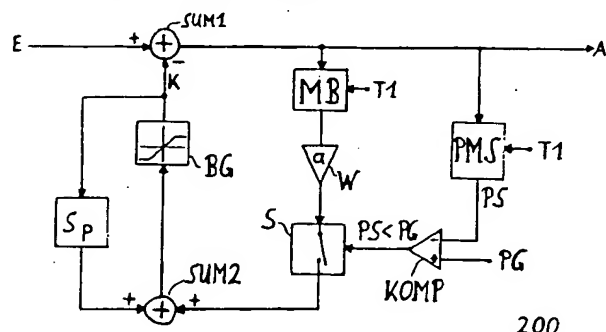 SUM1
E
+
+
A
−
K
MB
T1
PMS
T1
BG
a
W
PS
Sp
S
PS<PG
−
+
PG
KOMP
SUM2
+
+
+
200